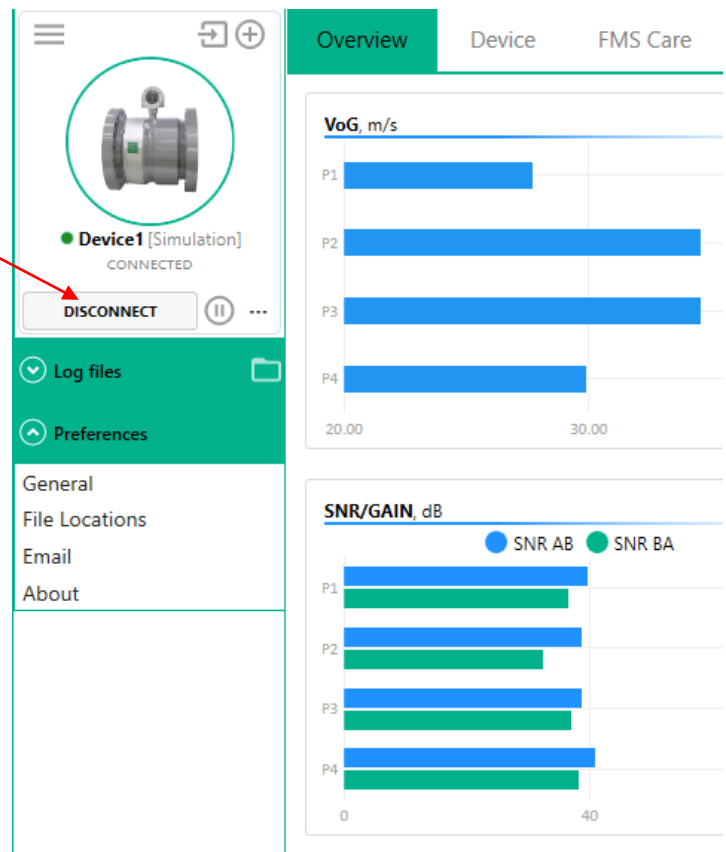 Overview Device FMS Care
Device1 [Simulation]
CONNECTED
DISCONNECT
Log files
Preferences
General
File Locations
Email
About
VoG, m/s
P1
P2
P3
P4
20.00 30.00
SNR/GAIN, dB
SNR AB SNR BA
P1
P2
P3
P4
0 40